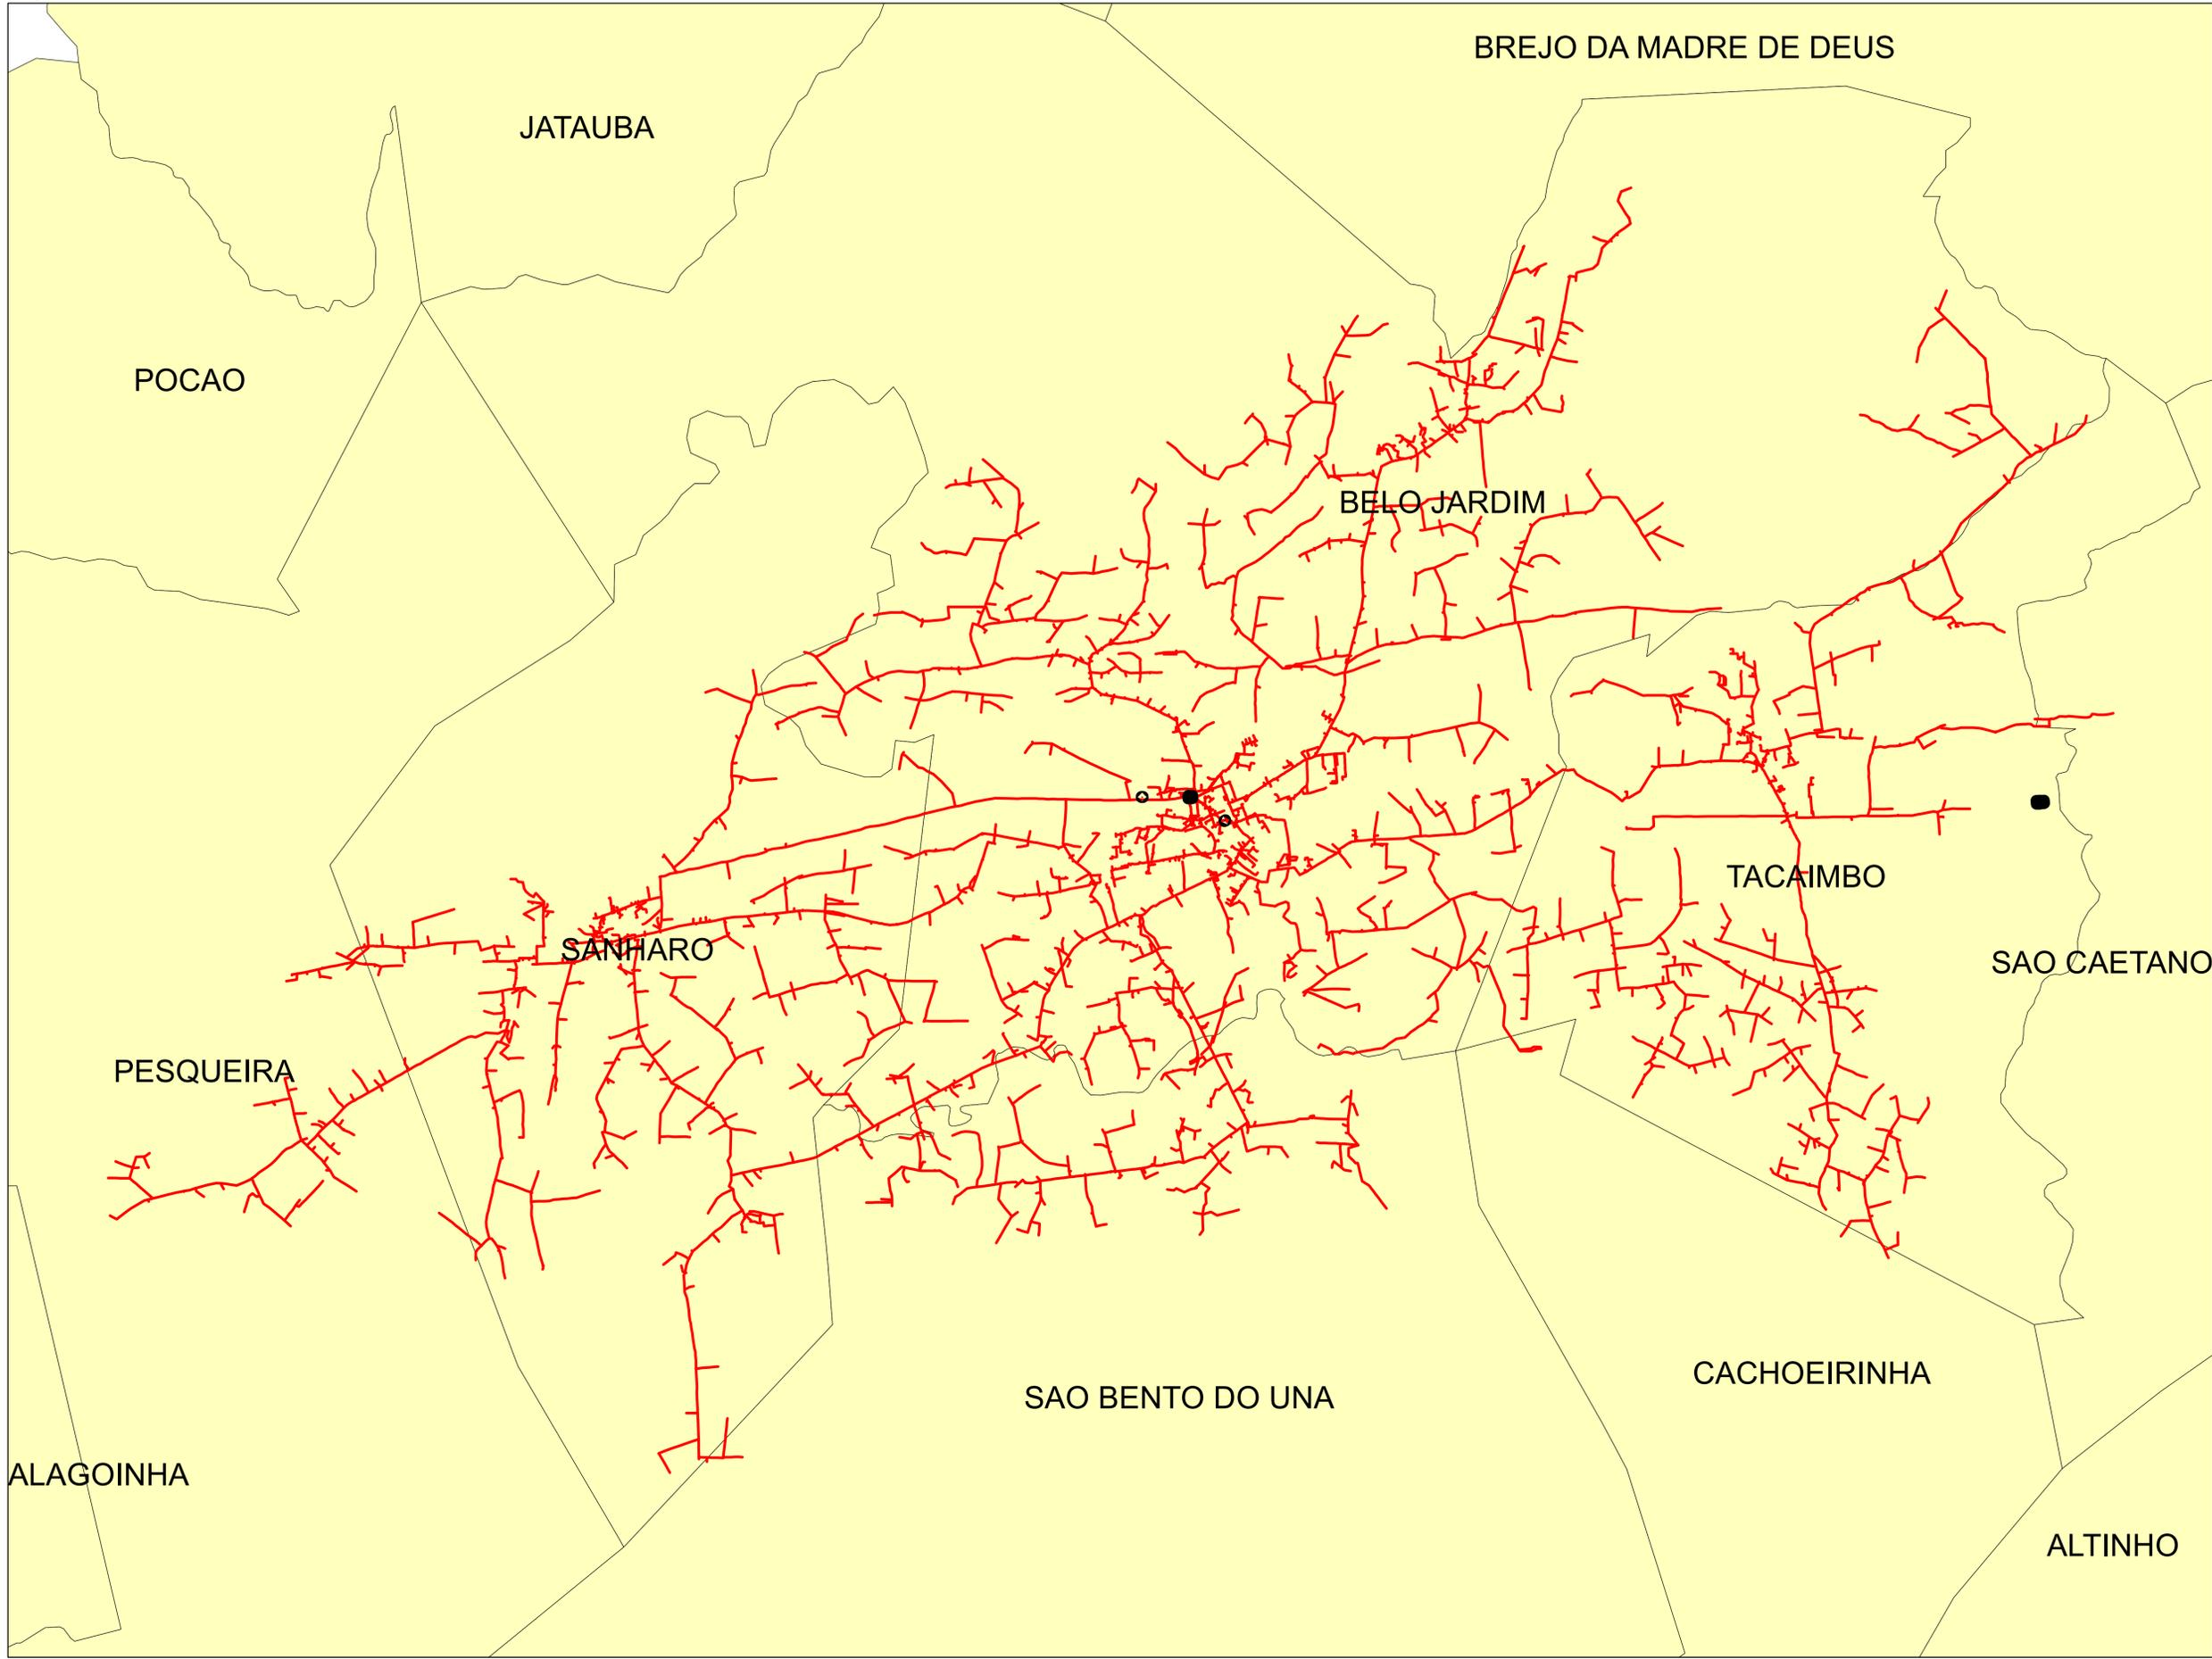 BREJO DA MADRE DE DEUS
JATAUBA
POCAO
BELO JARDIM
TACAIMBO
SANHARO
SAO CAETANO
PESQUEIRA
CACHOEIRINHA
SAO BENTO DO UNA
ALAGOINHA
ALTINHO